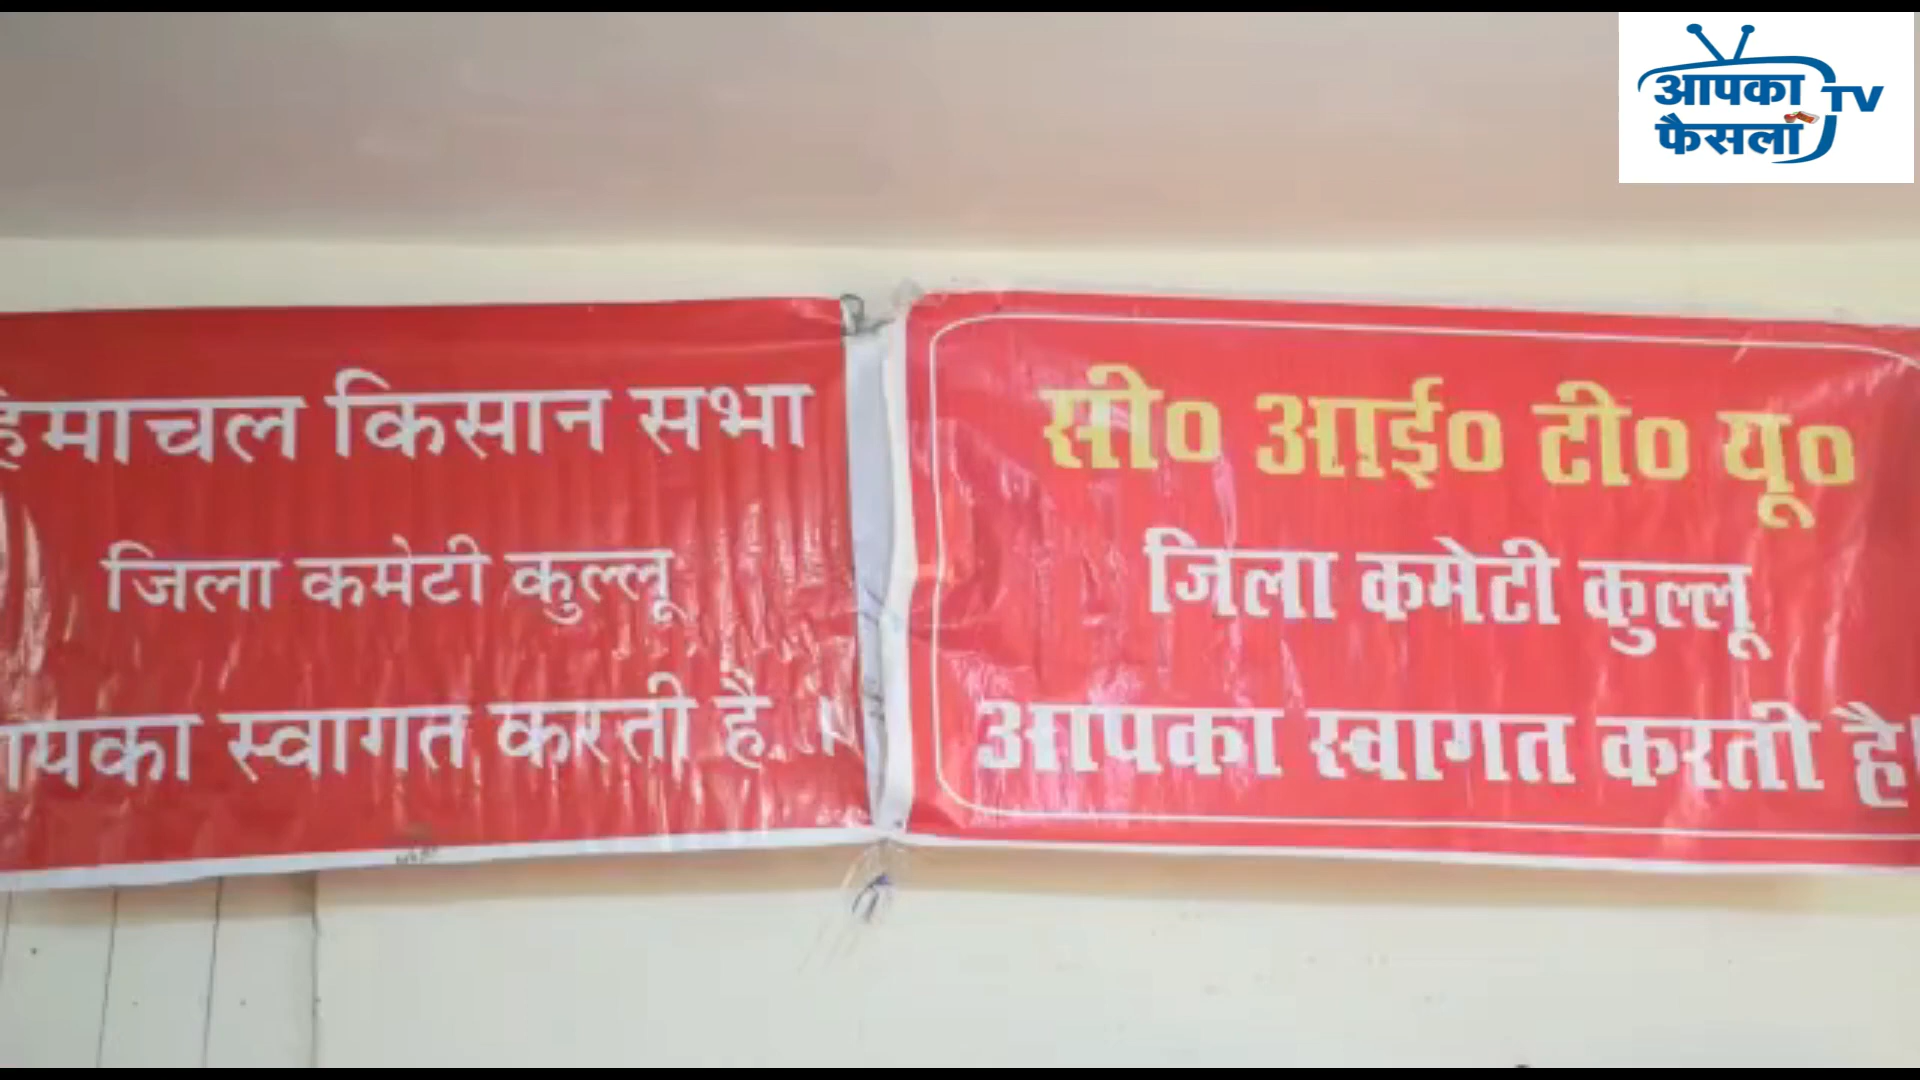 हिमाचल किसान सभा
जिला कमेटी कुल्लू
आपका स्वागत करती है ।
सी० आई० टी० यू०
जिला कमेटी कुल्लू
आपका स्वागत करती है।
आपका
फैसला
TV